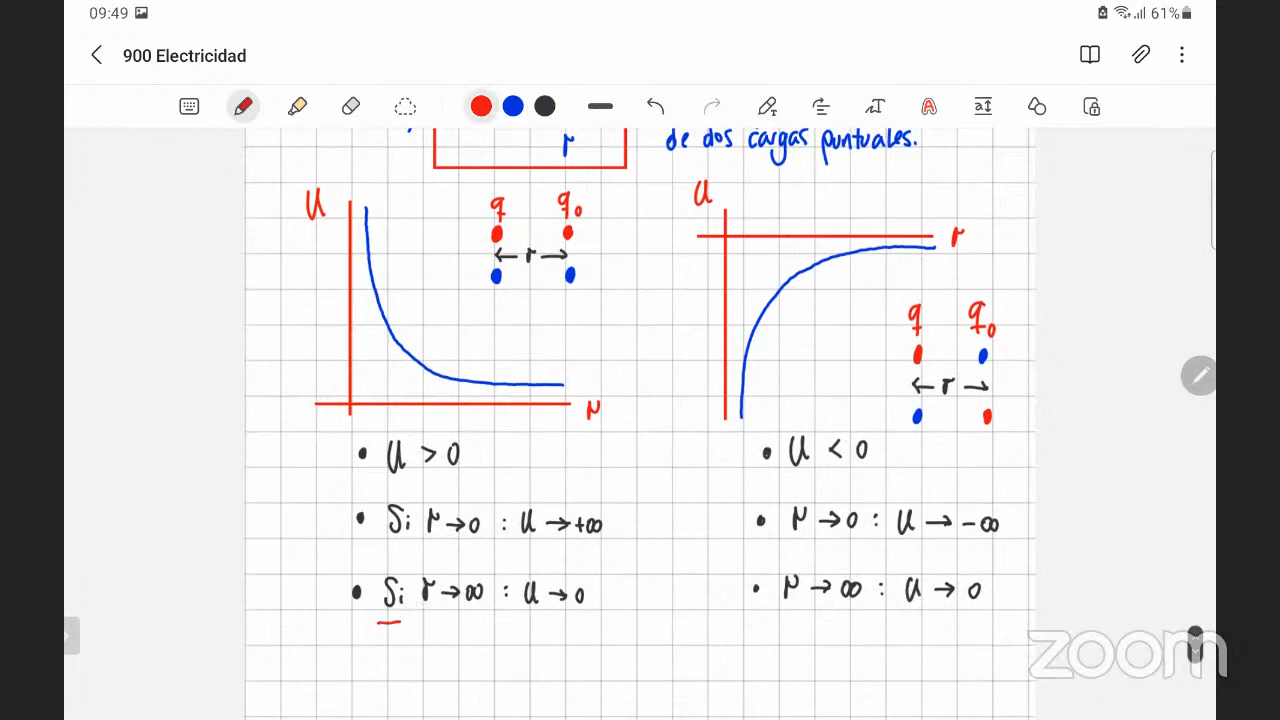 09:49
61%
900 Electricidad
r
de dos cargas puntuales.
U
q q₀
← r →
r
U
r
q q₀
← r →
• U > 0
• Si r → 0 : U → +∞
• Si r → ∞ : U → 0
• U < 0
• r → 0 : U → -∞
• r → ∞ : U → 0
zoom